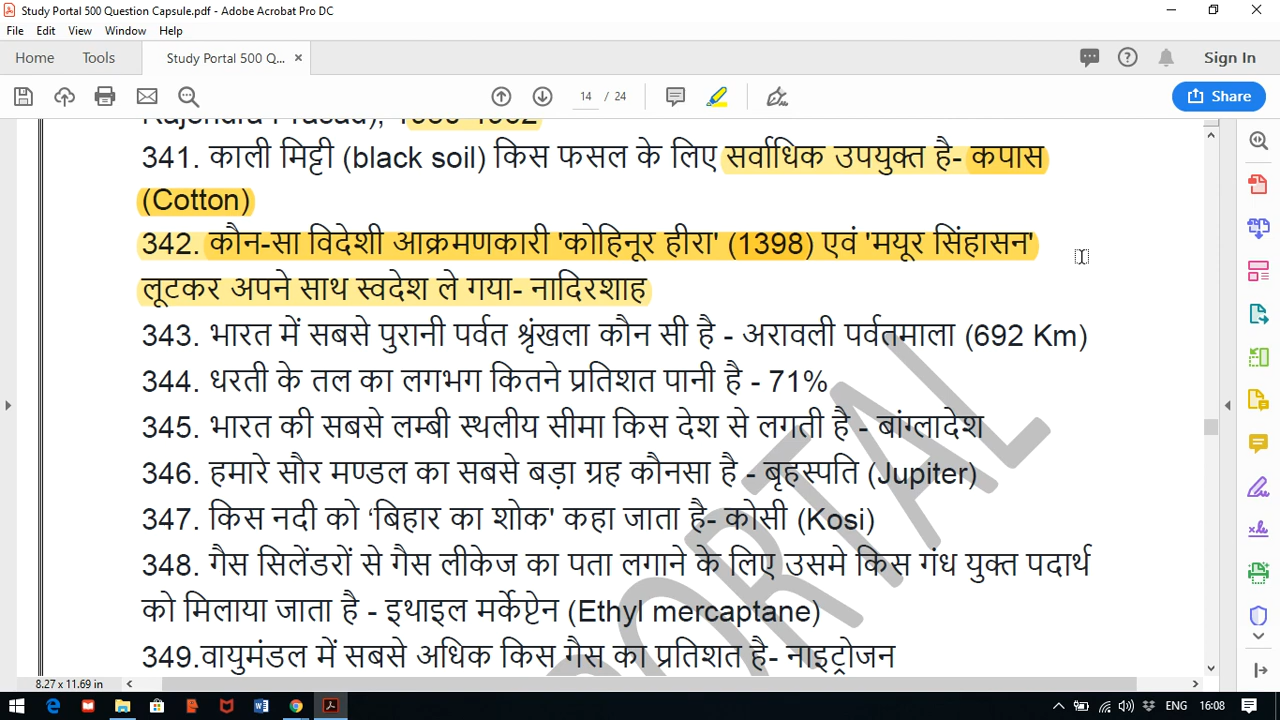 Study Portal 500 Question Capsule.pdf - Adobe Acrobat Pro DC
File Edit View Window Help
Home Tools Study Portal 500 Q... × Sign In
14 / 24 Share
Rajendra Prasad), 1950-1962
341. काली मिट्टी (black soil) किस फसल के लिए सर्वाधिक उपयुक्त है- कपास
(Cotton)
342. कौन-सा विदेशी आक्रमणकारी 'कोहिनूर हीरा' (1398) एवं 'मयूर सिंहासन'
लूटकर अपने साथ स्वदेश ले गया- नादिरशाह
343. भारत में सबसे पुरानी पर्वत श्रृंखला कौन सी है - अरावली पर्वतमाला (692 Km)
344. धरती के तल का लगभग कितने प्रतिशत पानी है - 71%
345. भारत की सबसे लम्बी स्थलीय सीमा किस देश से लगती है - बांग्लादेश
346. हमारे सौर मण्डल का सबसे बड़ा ग्रह कौनसा है - बृहस्पति (Jupiter)
347. किस नदी को ‘बिहार का शोक' कहा जाता है- कोसी (Kosi)
348. गैस सिलेंडरों से गैस लीकेज का पता लगाने के लिए उसमे किस गंध युक्त पदार्थ
को मिलाया जाता है - इथाइल मर्केप्टेन (Ethyl mercaptane)
349.वायुमंडल में सबसे अधिक किस गैस का प्रतिशत है- नाइट्रोजन
PORTAL
8.27 x 11.69 in
ENG 16:08